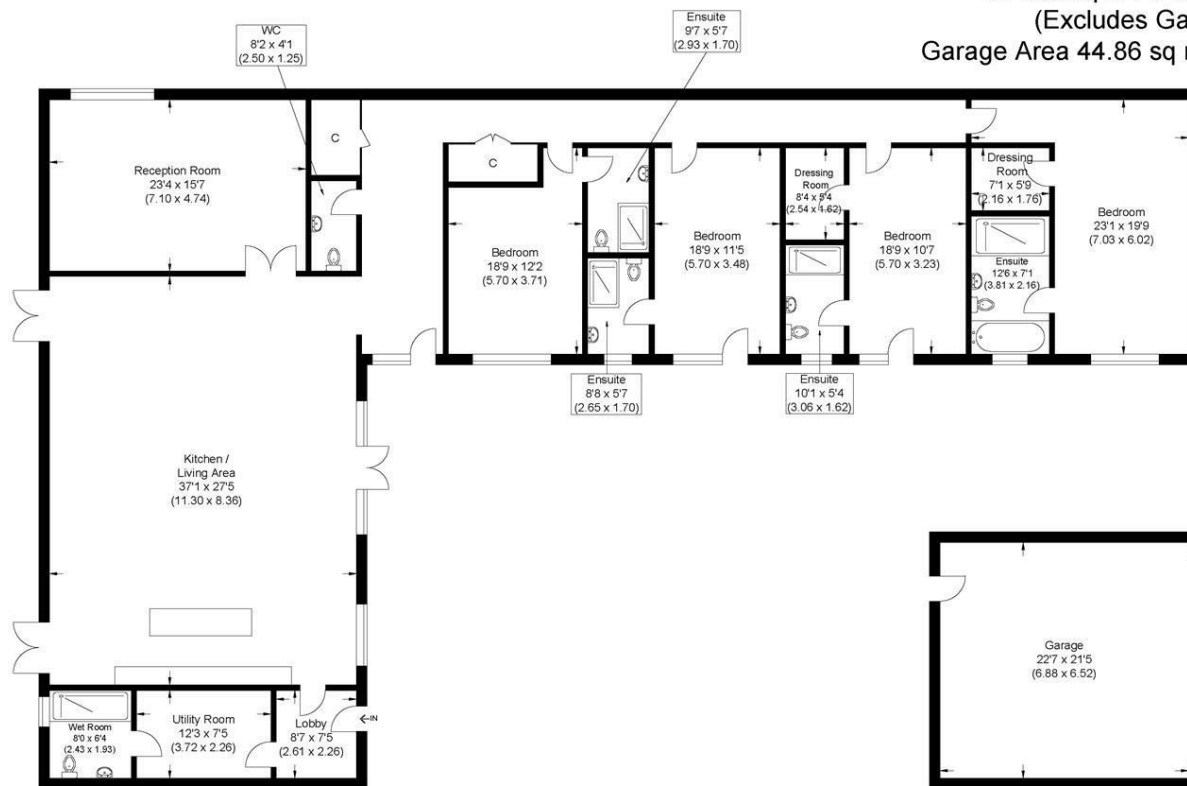 (Excludes Ga
Garage Area 44.86 sq
WC
8'2 x 4'1
(2.50 x 1.25)
Ensuite
9'7 x 5'7
(2.93 x 1.70)
Reception Room
23'4 x 15'7
(7.10 x 4.74)
C
C
Bedroom
18'9 x 12'2
(5.70 x 3.71)
Bedroom
18'9 x 11'5
(5.70 x 3.48)
Dressing
Room
8'4 x 5'4
(2.54 x 1.62)
Bedroom
18'9 x 10'7
(5.70 x 3.23)
Dressing
Room
7'1 x 5'9
(2.16 x 1.76)
Ensuite
12'6 x 7'1
(3.81 x 2.16)
Bedroom
23'1 x 19'9
(7.03 x 6.02)
Ensuite
8'8 x 5'7
(2.65 x 1.70)
Ensuite
10'1 x 5'4
(3.06 x 1.62)
Kitchen /
Living Area
37'1 x 27'5
(11.30 x 8.36)
Wet Room
8'0 x 6'4
(2.43 x 1.93)
Utility Room
12'3 x 7'5
(3.72 x 2.26)
Lobby
8'7 x 7'5
(2.61 x 2.26)
IN
Garage
22'7 x 21'5
(6.88 x 6.52)